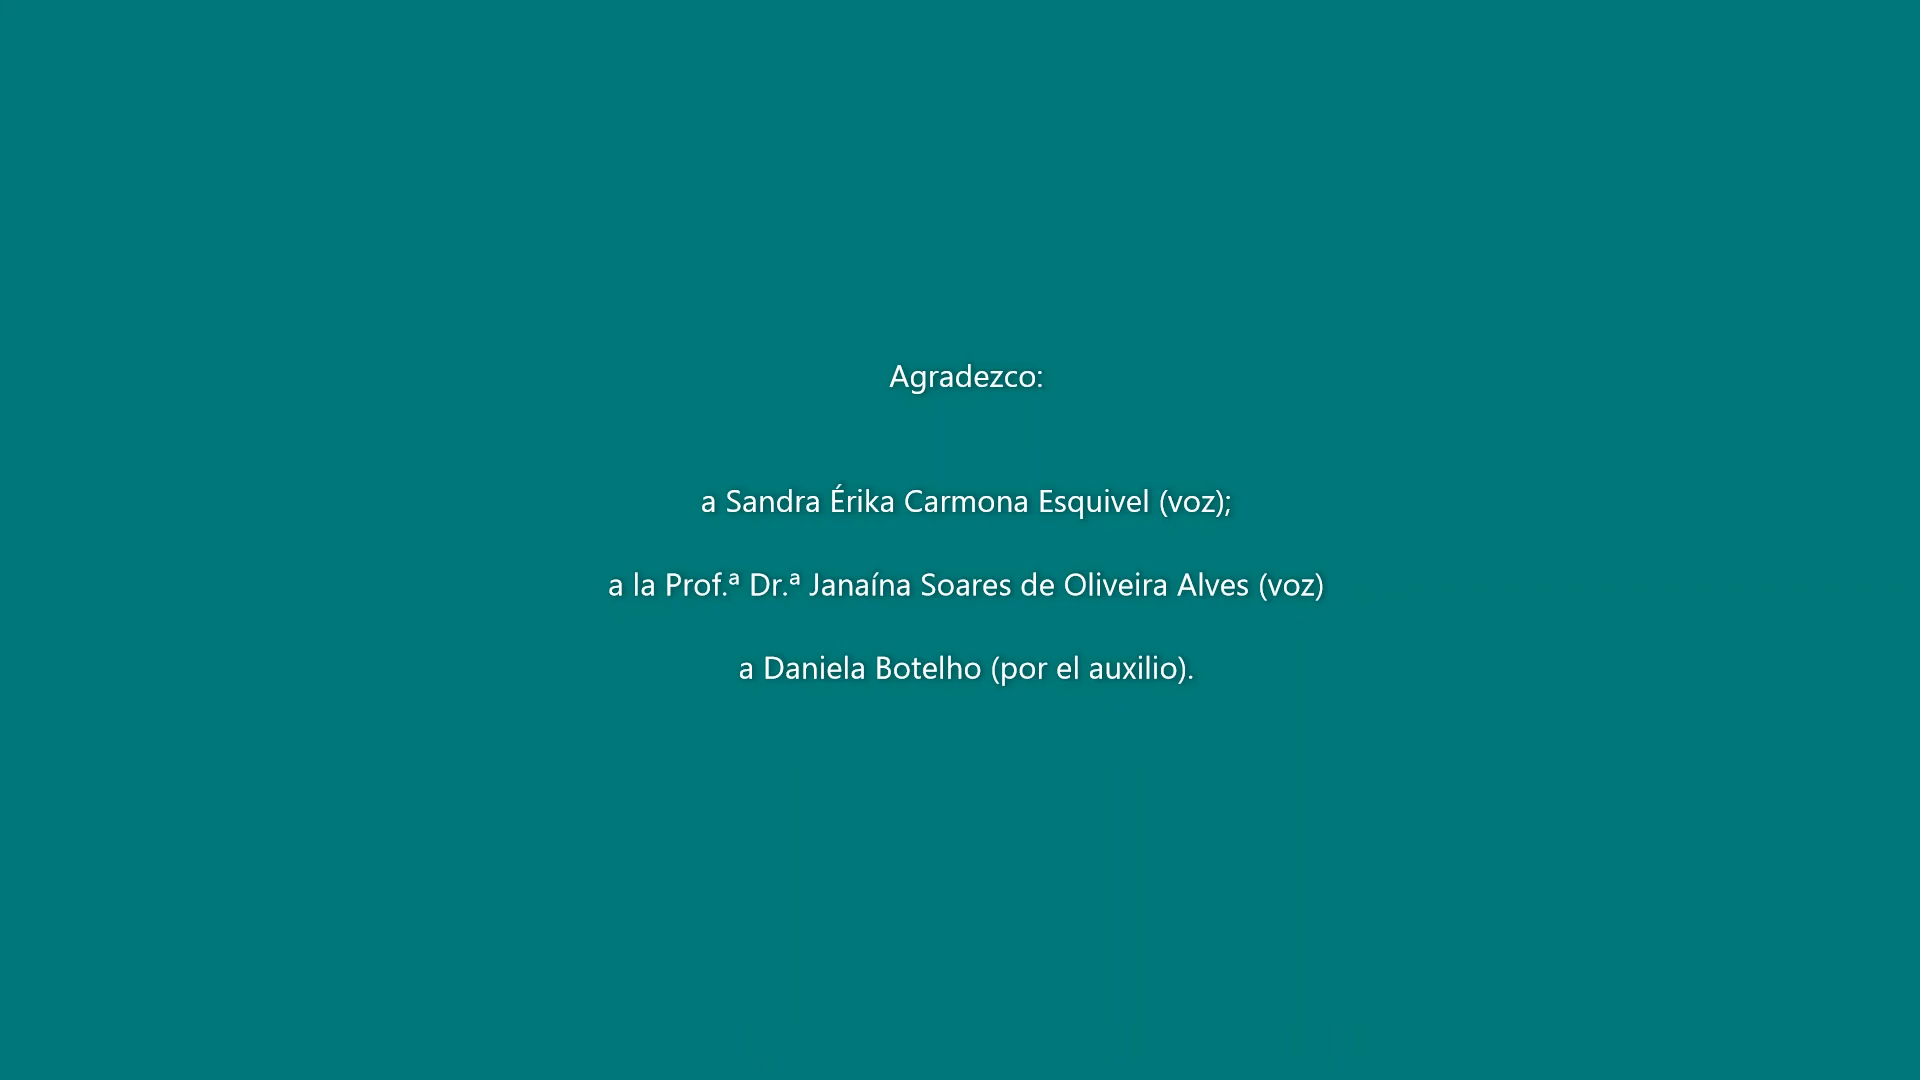 Agradezco:
a Sandra Érika Carmona Esquivel (voz);
a la Prof.ª Dr.ª Janaína Soares de Oliveira Alves (voz)
a Daniela Botelho (por el auxilio).